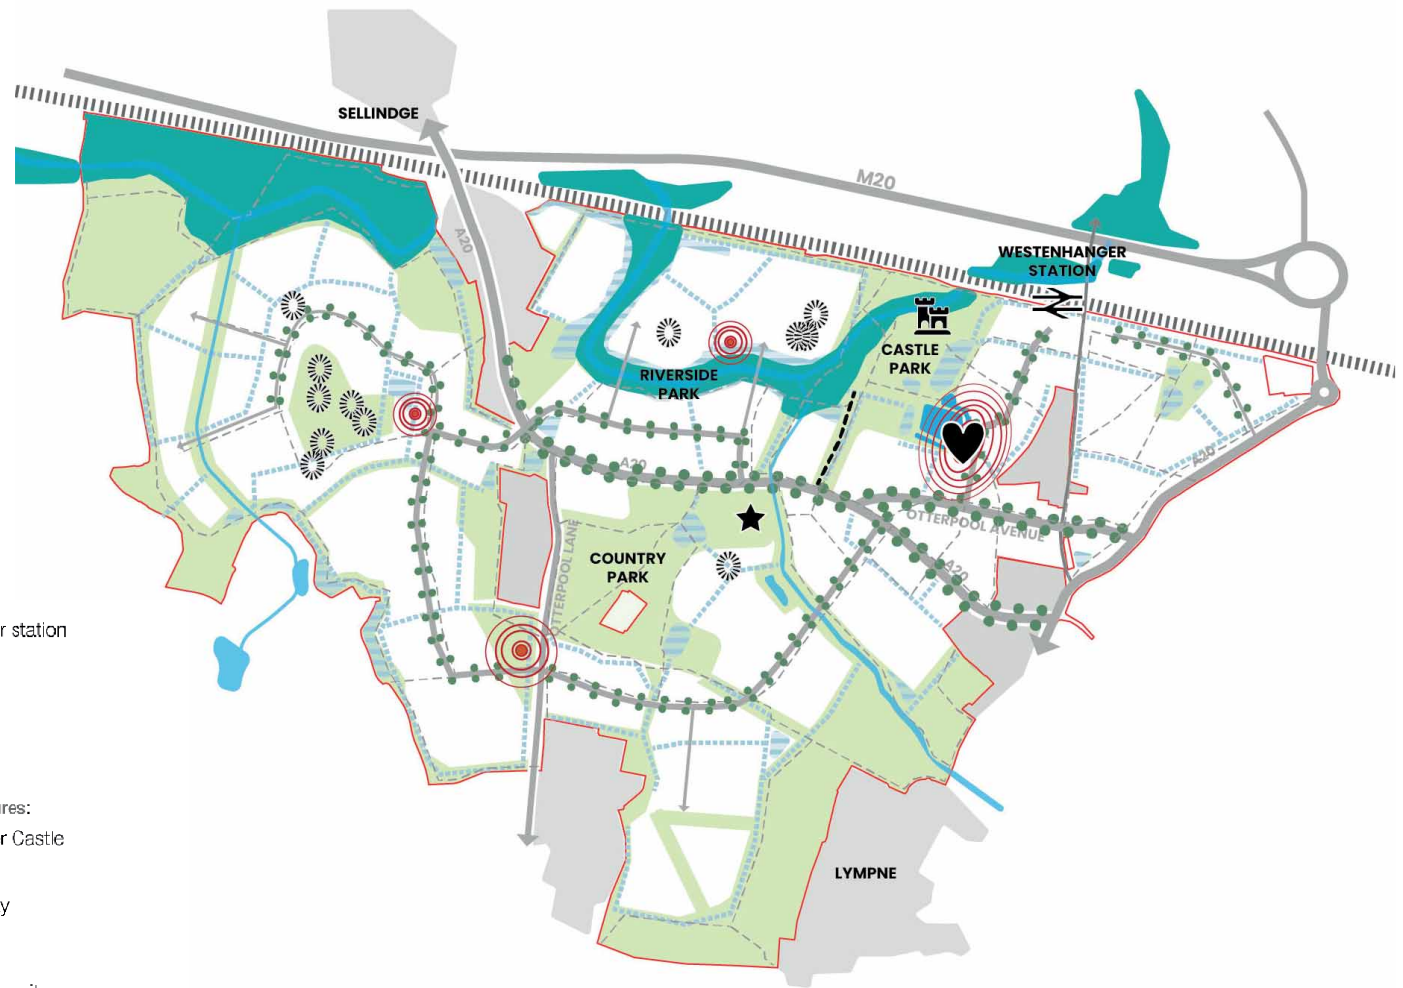 SELLINDGE
M20
A20
WESTENHANGER
STATION
CASTLE
PARK
RIVERSIDE
PARK
A20
A20
OTTERPOOL AVENUE
OTTERPOOL LANE
COUNTRY
PARK
A20
r station
ures:
r Castle
y
LYMPNE